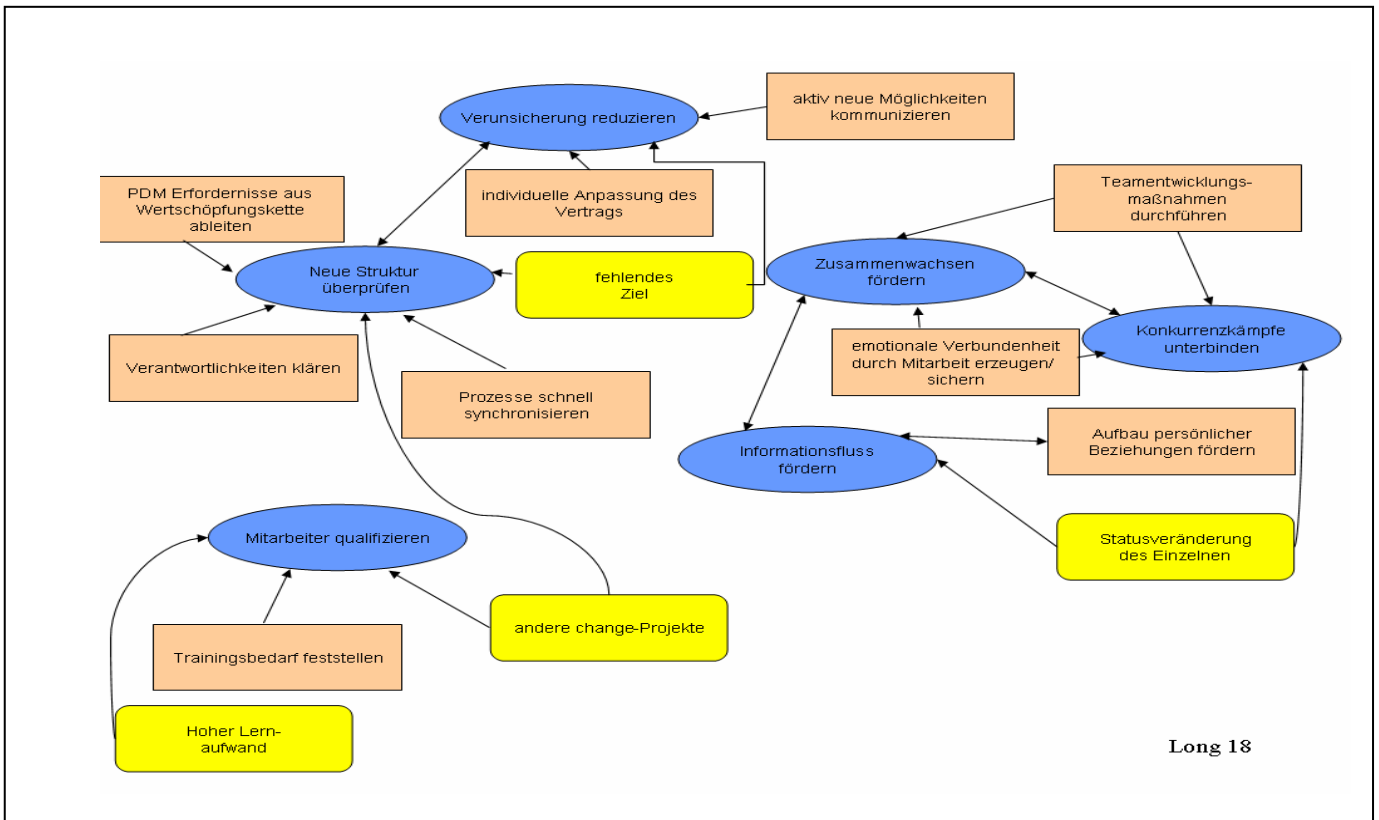 Verunsicherung reduzieren
aktiv neue Möglichkeiten
kommunizieren
PDM Erfordernisse aus
Wertschöpfungskette
ableiten
individuelle Anpassung des
Vertrags
Teamentwicklungs-
maßnahmen
durchführen
Neue Struktur
überprüfen
fehlendes
Ziel
Zusammenwachsen
fördern
Konkurrenzkämpfe
unterbinden
Verantwortlichkeiten klären
emotionale Verbundenheit
durch Mitarbeit erzeugen/
sichern
Prozesse schnell
synchronisieren
Aufbau persönlicher
Beziehungen fördern
Informationsfluss
fördern
Mitarbeiter qualifizieren
Statusveränderung
des Einzelnen
andere change-Projekte
Trainingsbedarf feststellen
Hoher Lern-
aufwand
Long 18